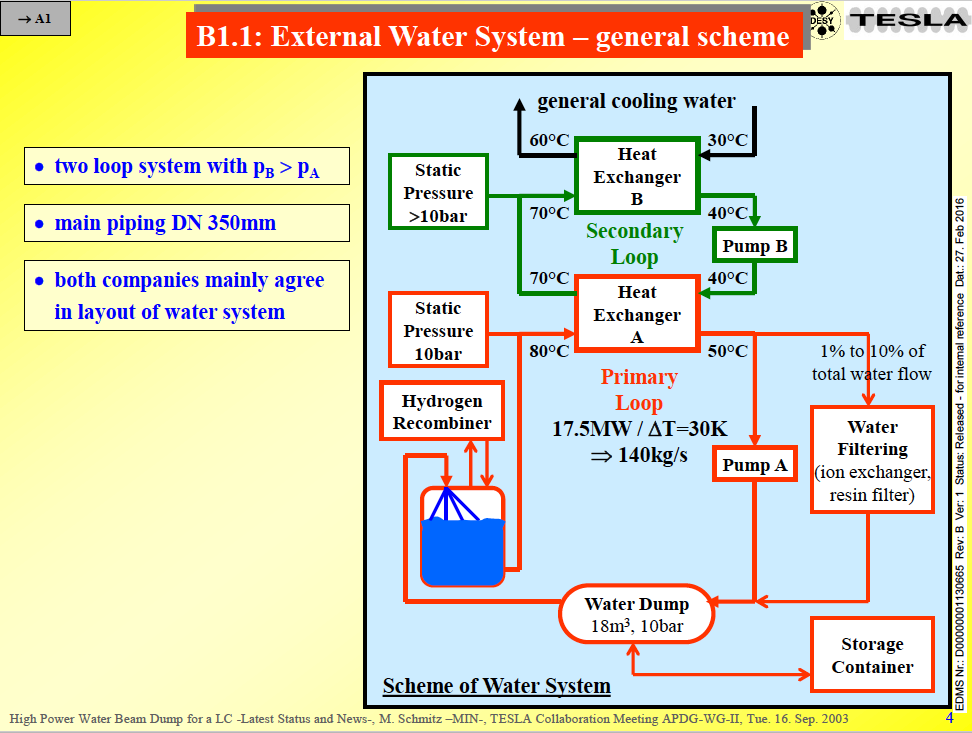 → A1
B1.1: External Water System – general scheme
DESY
TESLA
• two loop system with pB > pA
• main piping DN 350mm
• both companies mainly agree
in layout of water system
general cooling water
60°C
30°C
Heat
Exchanger
B
Static
Pressure
>10bar
70°C
40°C
Secondary
Loop
Pump B
70°C
40°C
Heat
Exchanger
A
Static
Pressure
10bar
80°C
50°C
1% to 10% of
total water flow
Primary
Loop
17.5MW / ΔT=30K
⇒ 140kg/s
Hydrogen
Recombiner
Pump A
Water
Filtering
(ion exchanger,
resin filter)
Water Dump
18m³, 10bar
Storage
Container
Scheme of Water System
High Power Water Beam Dump for a LC -Latest Status and News-, M. Schmitz –MIN-, TESLA Collaboration Meeting APDG-WG-II, Tue. 16. Sep. 2003
4
EDMS Nr.: D00000001130665 Rev: B Ver: 1 Status: Released - for internal reference Dat.: 27. Feb 2016